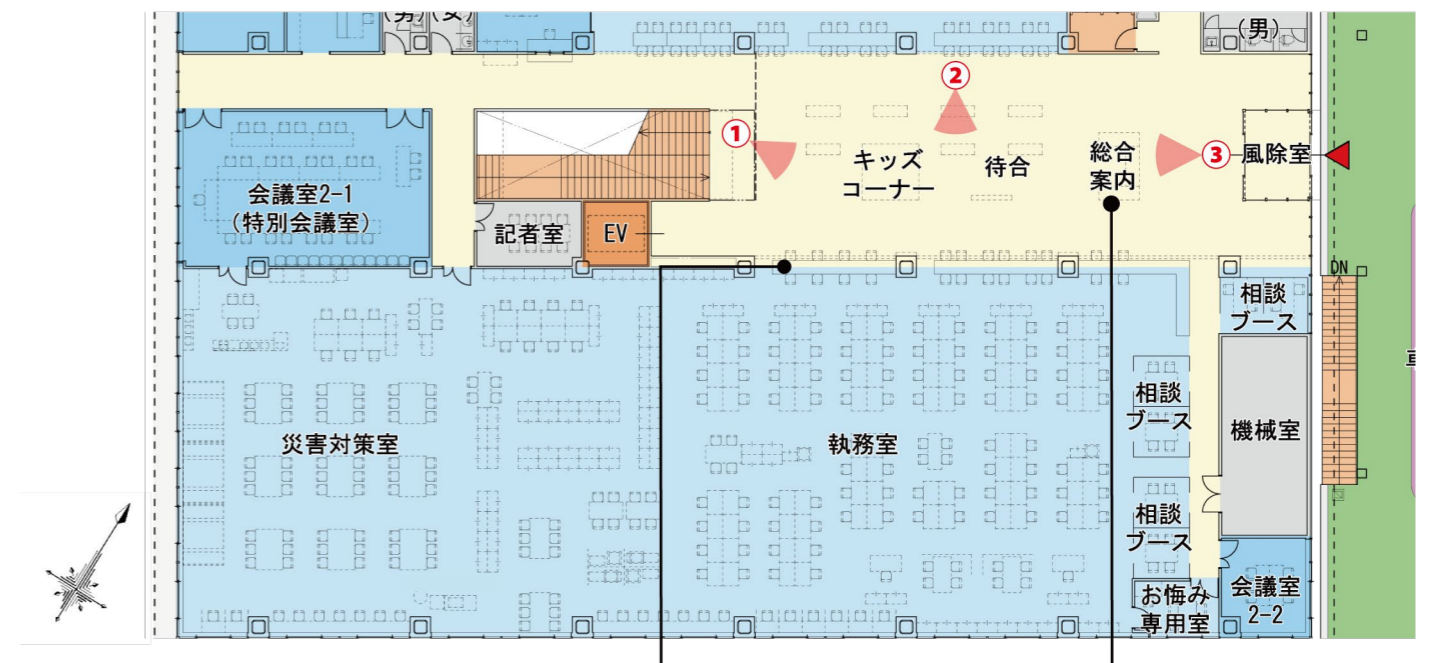 (男)
(女)
(男)
②
①
③
キッズ
コーナー
待合
総合
案内
風除室
会議室2-1
(特別会議室)
記者室
EV
DN
相談
ブース
相談
ブース
機械室
災害対策室
執務室
相談
ブース
お悔み
専用室
会議室
2-2